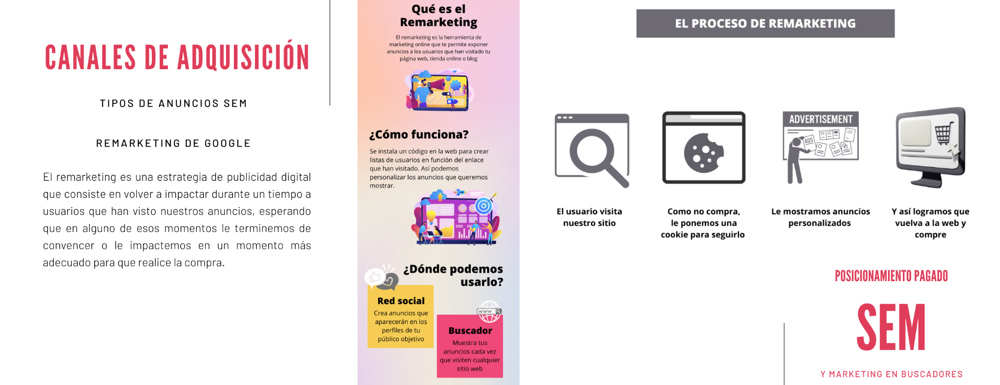 CANALES DE ADQUISICIÓN
TIPOS DE ANUNCIOS SEM
REMARKETING DE GOOGLE
El remarketing es una estrategia de publicidad digital
que consiste en volver a impactar durante un tiempo a
usuarios que han visto nuestros anuncios, esperando
que en alguno de esos momentos le terminemos de
convencer o le impactemos en un momento más
adecuado para que realice la compra.
Qué es el
Remarketing
El remarketing es la herramienta de
marketing online que te permite exponer
anuncios a los usuarios que han visitado tu
página web, tienda online o blog
¿Cómo funciona?
Se instala un código en la web para crear
listas de usuarios en función del enlace
que han visitado. Así podemos
personalizar los anuncios que queremos
mostrar.
¿Dónde podemos
usarlo?
Red social
Crea anuncios que
aparecerán en los
perfiles de tu
público objetivo
www
Buscador
Muestra tus
anuncios cada vez
que visiten cualquier
sitio web
EL PROCESO DE REMARKETING
El usuario visita
nuestro sitio
Como no compra,
le ponemos una
cookie para seguirlo
ADVERTISEMENT
ADS
Le mostramos anuncios
personalizados
Y así logramos que
vuelva a la web y
compre
POSICIONAMIENTO PAGADO
SEM
Y MARKETING EN BUSCADORES